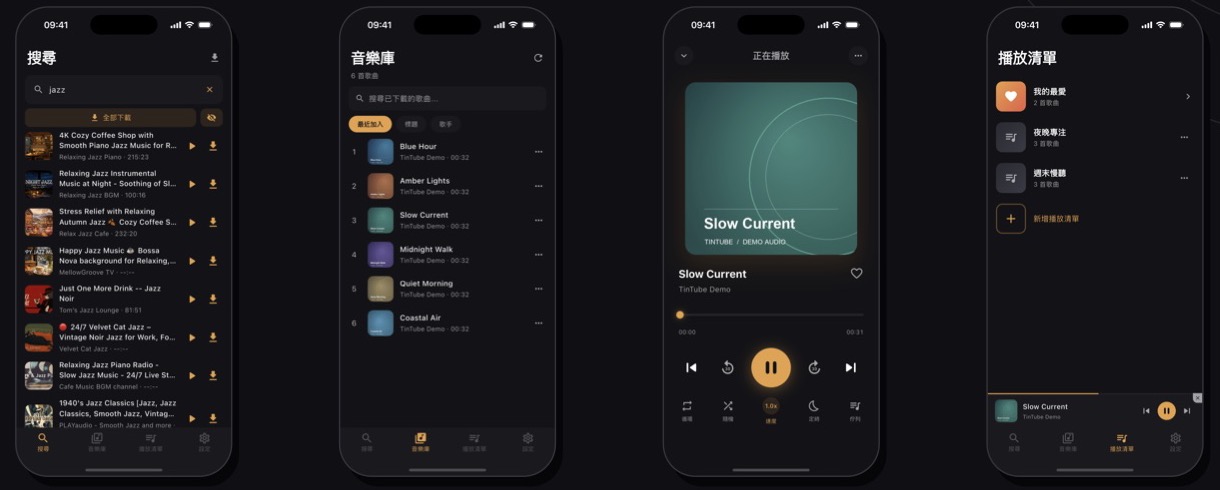 09:41
搜尋
jazz
全部下載
4K Cozy Coffee Shop with
Smooth Piano Jazz Music for R...
Relaxing Jazz Piano · 215:23
Relaxing Jazz Instrumental
Music at Night - Soothing of Sl...
Relaxing Jazz BGM · 100:16
Stress Relief with Relaxing
Autumn Jazz 🍂 Cozy Coffee S...
Relax Jazz Cafe · 232:20
Happy Jazz Music ☕ Bossa
Nova background for Relaxing,...
MellowGroove TV · --:--
Just One More Drink -- Jazz
Noir
Tom's Jazz Lounge · 81:51
🔴 24/7 Velvet Cat Jazz –
Vintage Noir Jazz for Work, Fo...
Velvet Cat Jazz · --:--
Relaxing Jazz Piano Radio -
Slow Jazz Music - 24/7 Live St...
Cafe Music BGM channel · --:--
1940's Jazz Classics [Jazz, Jazz
Classics, Smooth Jazz, Vintag...
PLAYaudio - Smooth Jazz and more
搜尋
音樂庫
播放清單
設定
09:41
音樂庫
6 首歌曲
搜尋已下載的歌曲...
最近加入
標題
歌手
1
Blue Hour
TinTube Demo · 00:32
2
Amber Lights
TinTube Demo · 00:32
3
Slow Current
TinTube Demo · 00:32
4
Midnight Walk
TinTube Demo · 00:32
5
Quiet Morning
TinTube Demo · 00:32
6
Coastal Air
TinTube Demo · 00:32
搜尋
音樂庫
播放清單
設定
09:41
正在播放
Slow Current
TINTUBE / DEMO AUDIO
Slow Current
TinTube Demo
00:00
00:31
循環
隨機
1.0x
速度
定時
佇列
09:41
播放清單
我的最愛
2 首歌曲
夜晚專注
3 首歌曲
週末慢聽
3 首歌曲
新增播放清單
Slow Current
TinTube Demo
搜尋
音樂庫
播放清單
設定